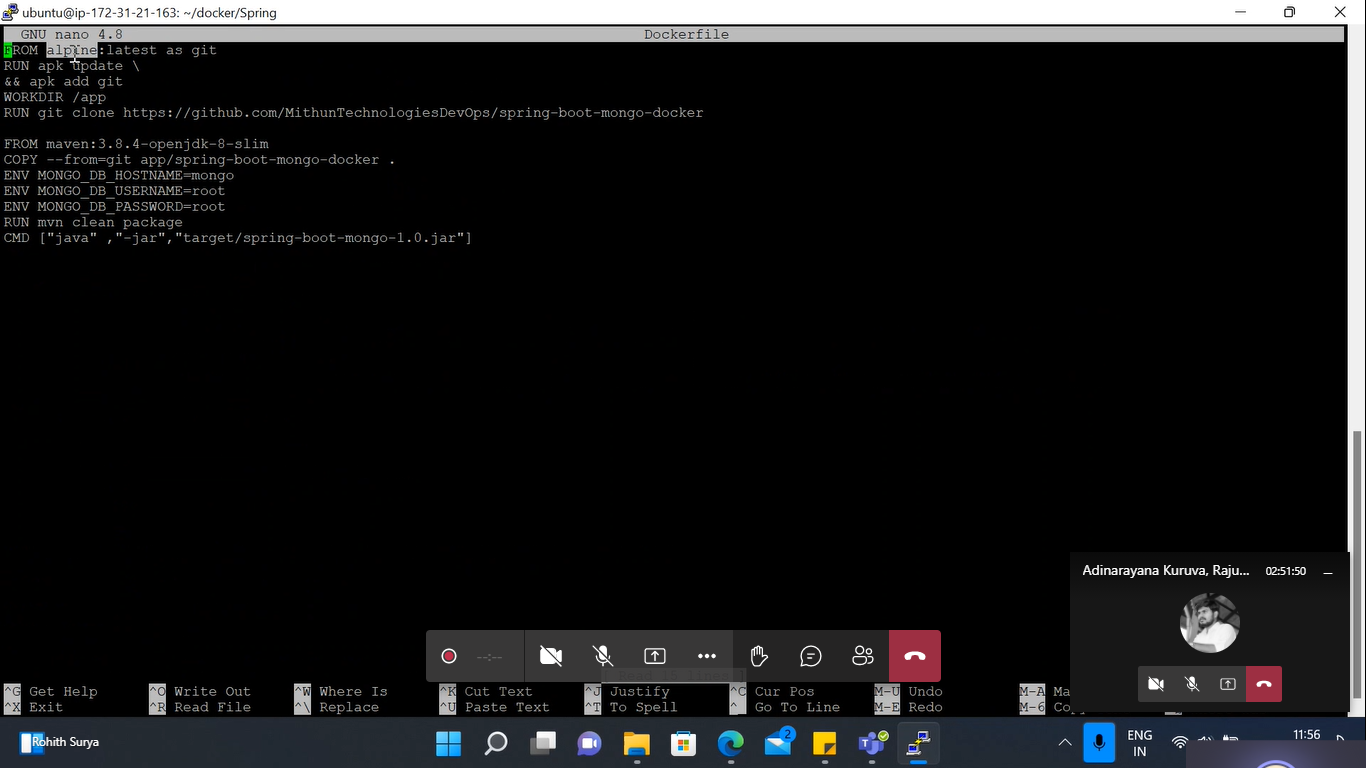 ubuntu@ip-172-31-21-163: ~/docker/Spring
GNU nano 4.8 Dockerfile
FROM alpine:latest as git
RUN apk update \
&& apk add git
WORKDIR /app
RUN git clone https://github.com/MithunTechnologiesDevOps/spring-boot-mongo-docker
FROM maven:3.8.4-openjdk-8-slim
COPY --from=git app/spring-boot-mongo-docker .
ENV MONGO_DB_HOSTNAME=mongo
ENV MONGO_DB_USERNAME=root
ENV MONGO_DB_PASSWORD=root
RUN mvn clean package
CMD ["java" ,"-jar","target/spring-boot-mongo-1.0.jar"]
Adinarayana Kuruva, Raju... 02:51:50
--:--
^G Get Help ^O Write Out ^W Where Is ^K Cut Text ^J Justify ^C Cur Pos M-U Undo M-A
^X Exit ^R Read File ^\ Replace ^U Paste Text ^T To Spell ^_ Go To Line M-E Redo M-6
Rohith Surya
2
ENG
IN
11:56